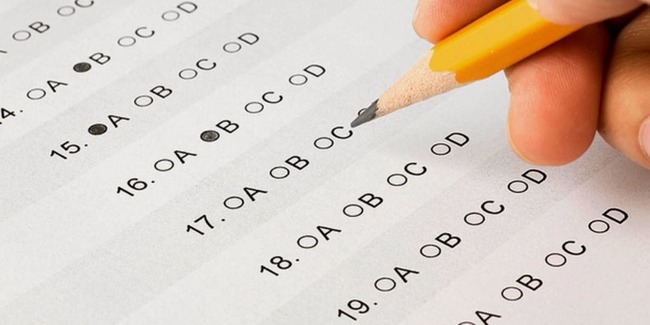 B C
4. A B C D
15. A B C D
16. A B C D
17. A B C
18. A B C D
19. A B C D
A B C D